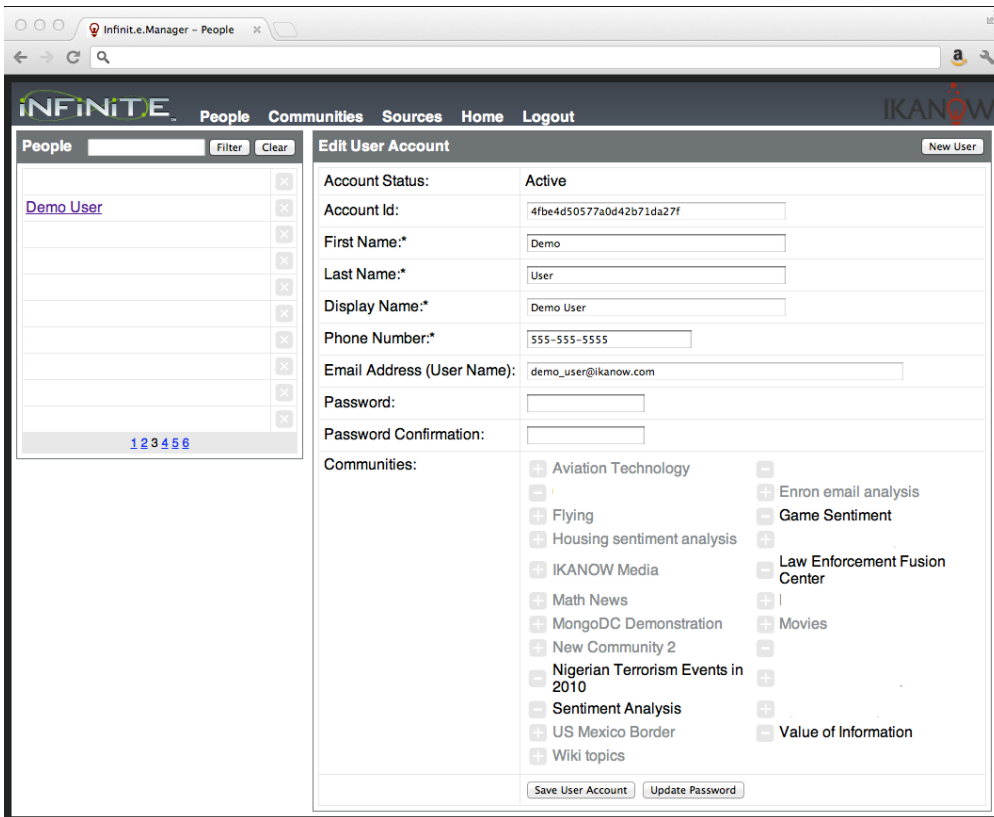 Infinit.e.Manager – People
iNFiNiT.E
People Communities Sources Home Logout
IKANOW
People Filter Clear
Demo User
1 2 3 4 5 6
Edit User Account New User
Account Status: Active
Account Id: 4fbe4d50577a0d42b71da27f
First Name:* Demo
Last Name:* User
Display Name:* Demo User
Phone Number:* 555-555-5555
Email Address (User Name): demo_user@ikanow.com
Password:
Password Confirmation:
Communities:
Aviation Technology
Enron email analysis
Flying Game Sentiment
Housing sentiment analysis
IKANOW Media Law Enforcement Fusion
Center
Math News
MongoDC Demonstration Movies
New Community 2
Nigerian Terrorism Events in
2010
Sentiment Analysis
US Mexico Border Value of Information
Wiki topics
Save User Account Update Password